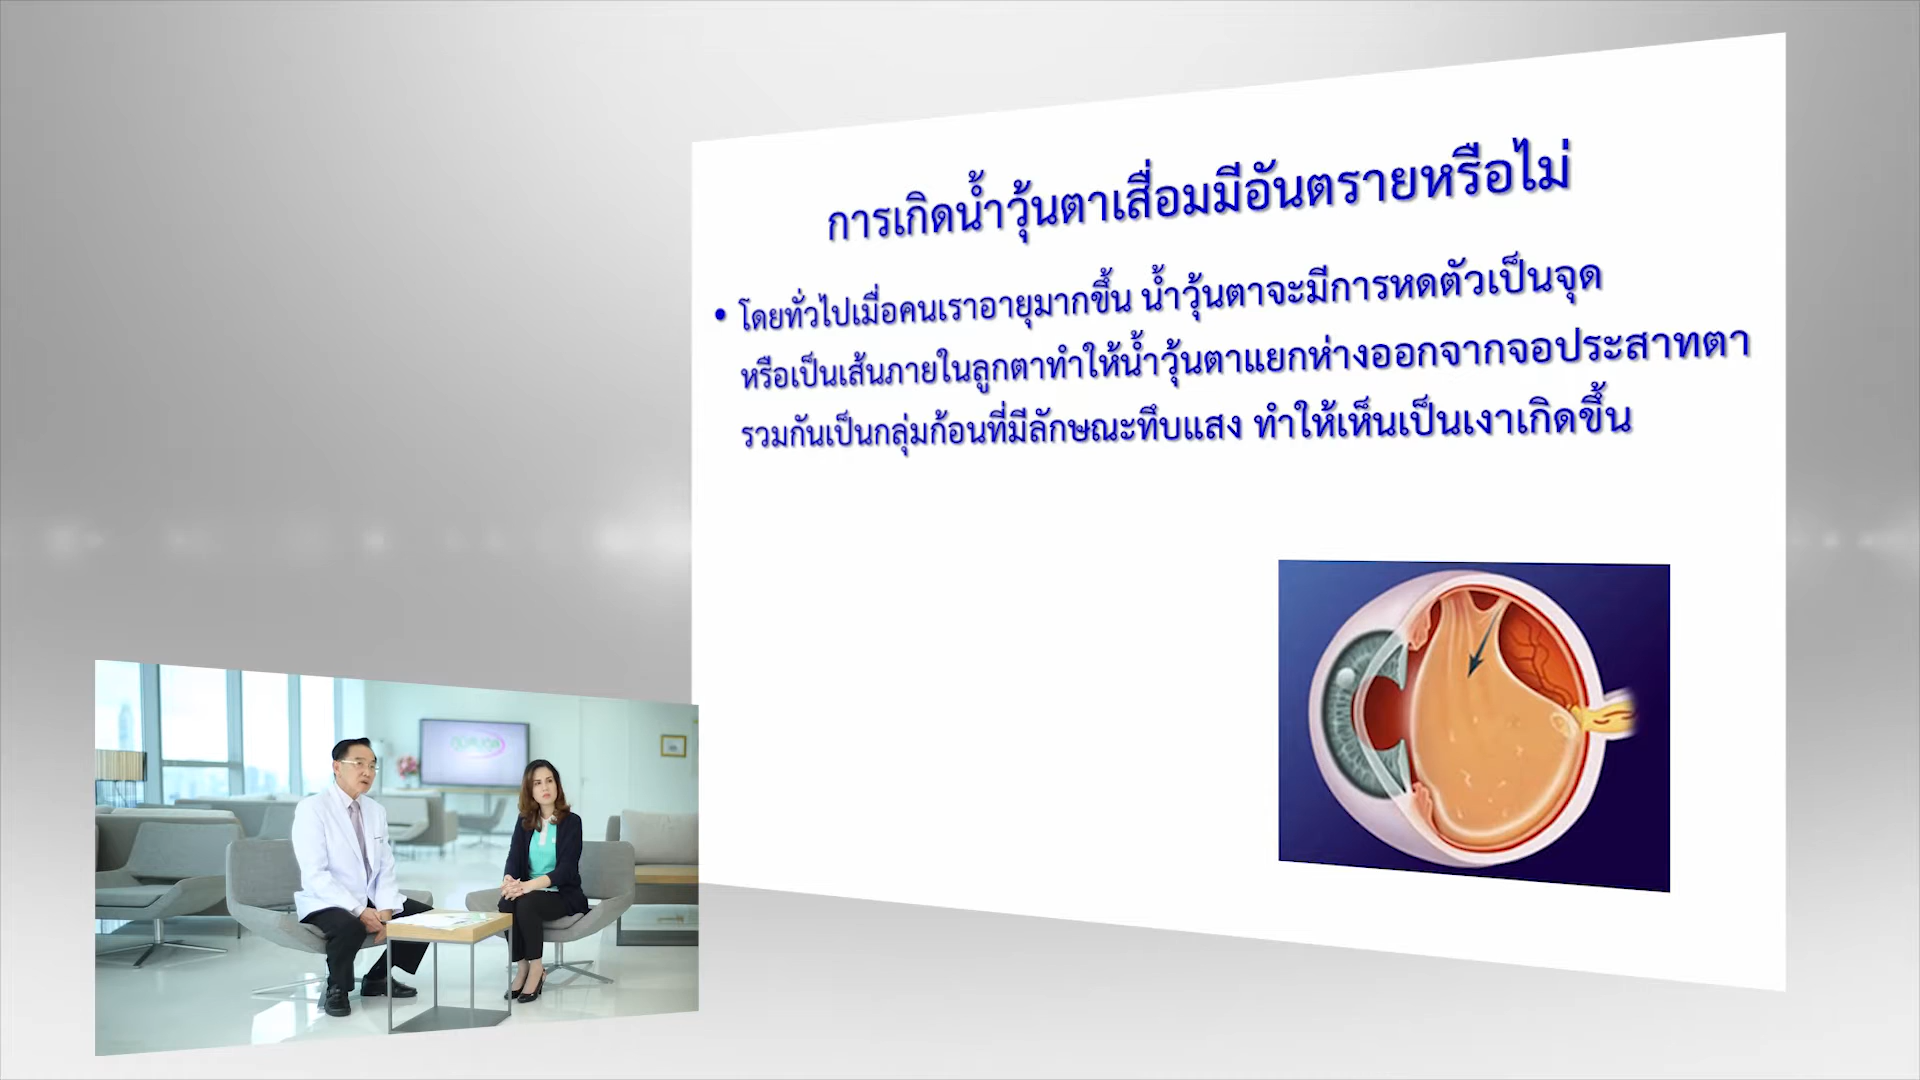 การเกิดน้ำวุ้นตาเสื่อมมีอันตรายหรือไม่
• โดยทั่วไปเมื่อคนเราอายุมากขึ้น น้ำวุ้นตาจะมีการหดตัวเป็นจุด
หรือเป็นเส้นภายในลูกตาทำให้น้ำวุ้นตาแยกห่างออกจากจอประสาทตา
รวมกันเป็นกลุ่มก้อนที่มีลักษณะทึบแสง ทำให้เห็นเป็นเงาเกิดขึ้น